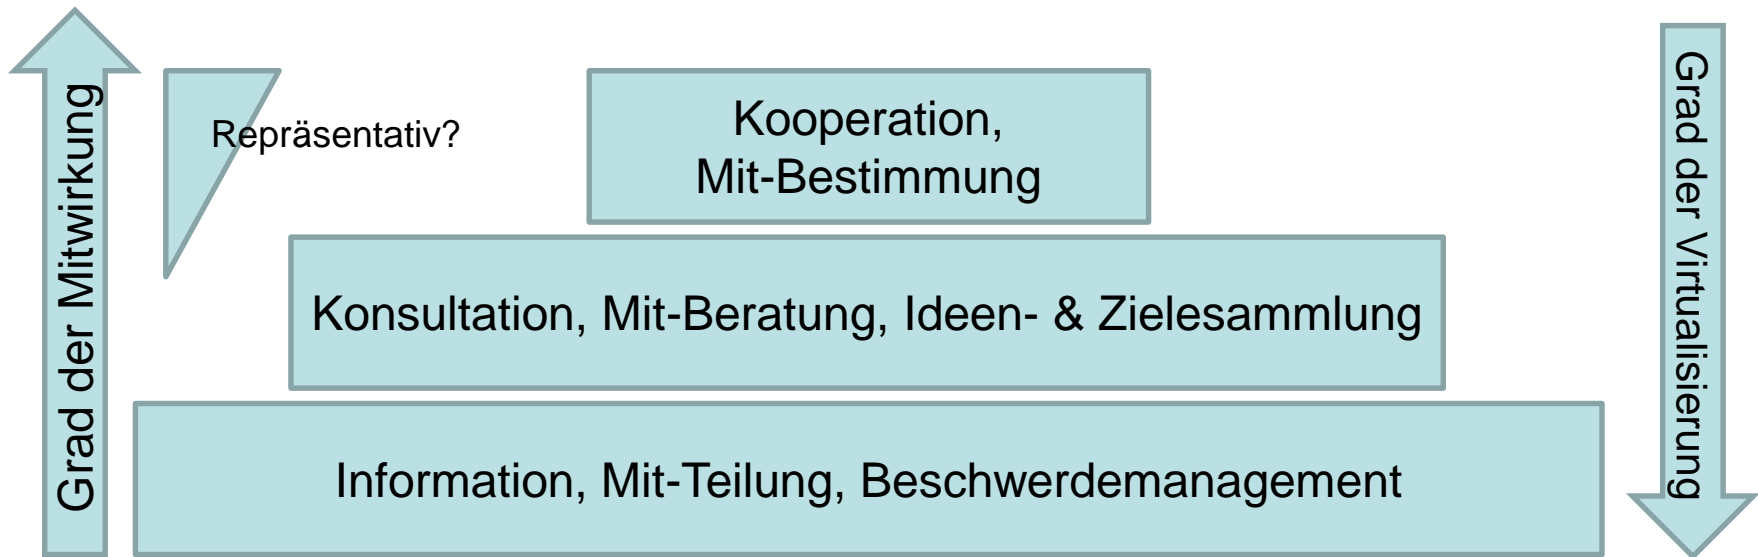 Grad der Mitwirkung
Repräsentativ?
Kooperation,
Mit-Bestimmung
Konsultation, Mit-Beratung, Ideen- & Zielesammlung
Information, Mit-Teilung, Beschwerdemanagement
Grad der Virtualisierung